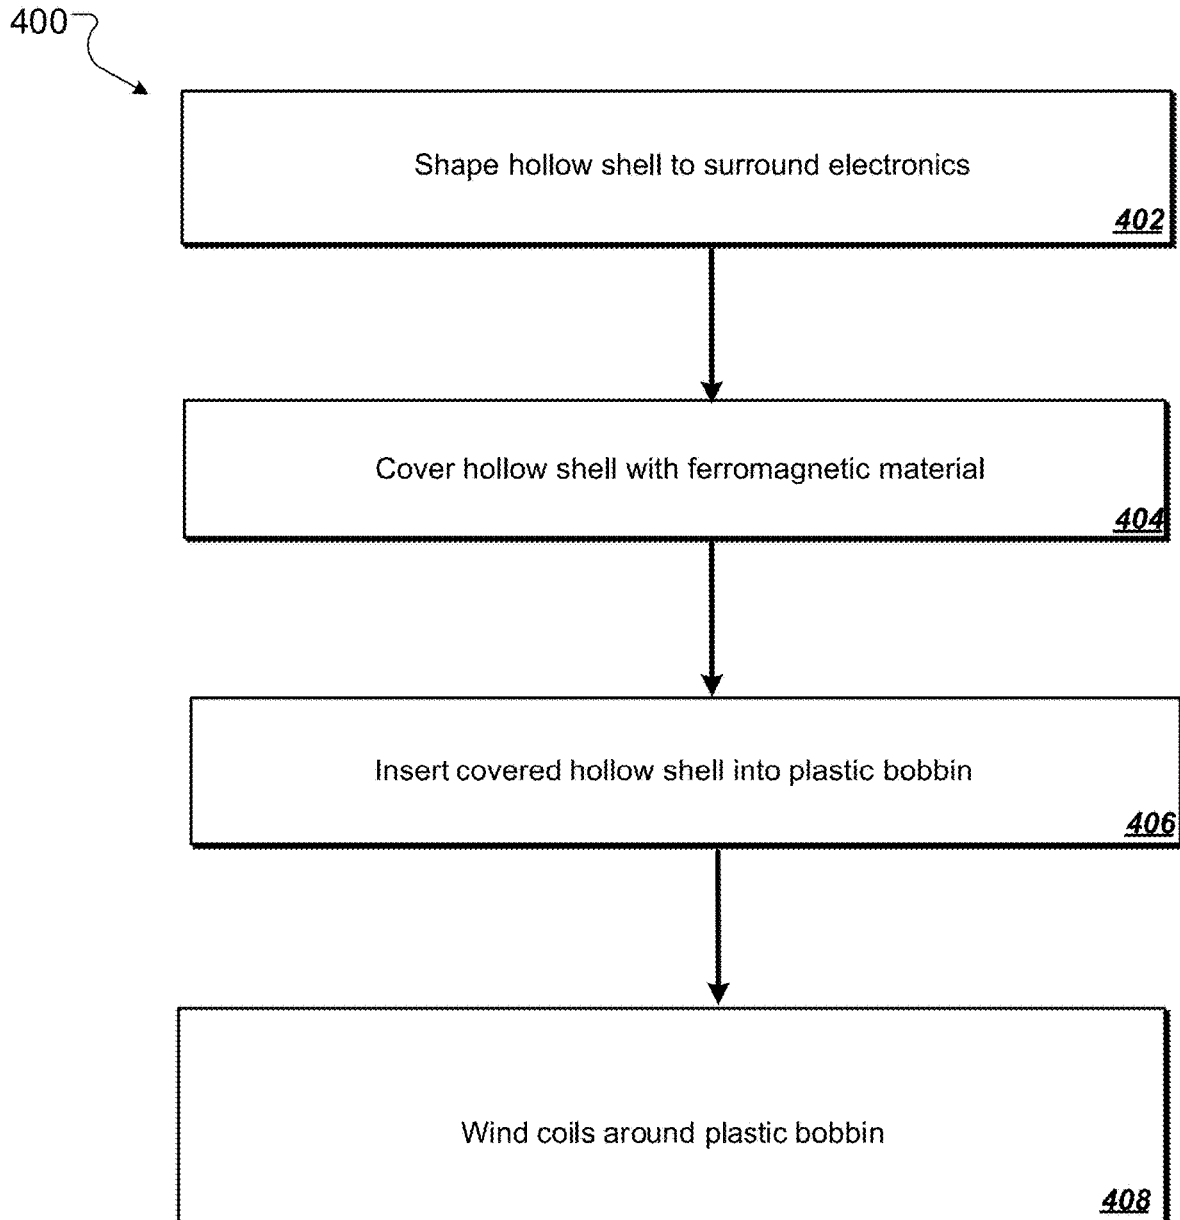 400
Shape hollow shell to surround electronics
402
Cover hollow shell with ferromagnetic material
404
Insert covered hollow shell into plastic bobbin
406
Wind coils around plastic bobbin
408